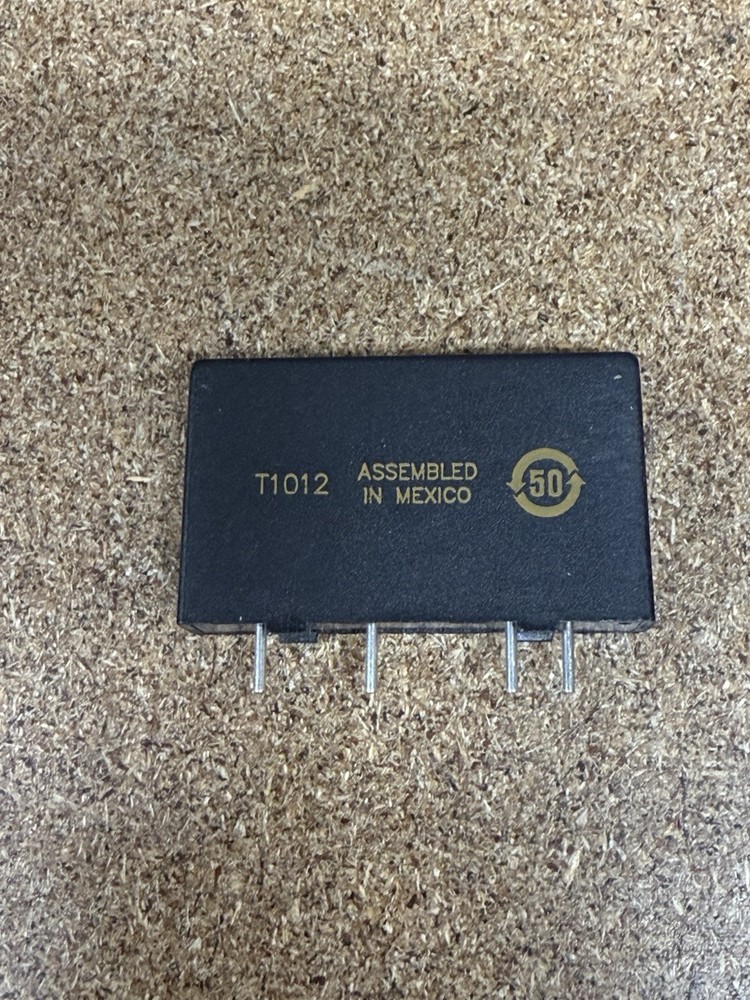 T1012
ASSEMBLED
IN MEXICO
50